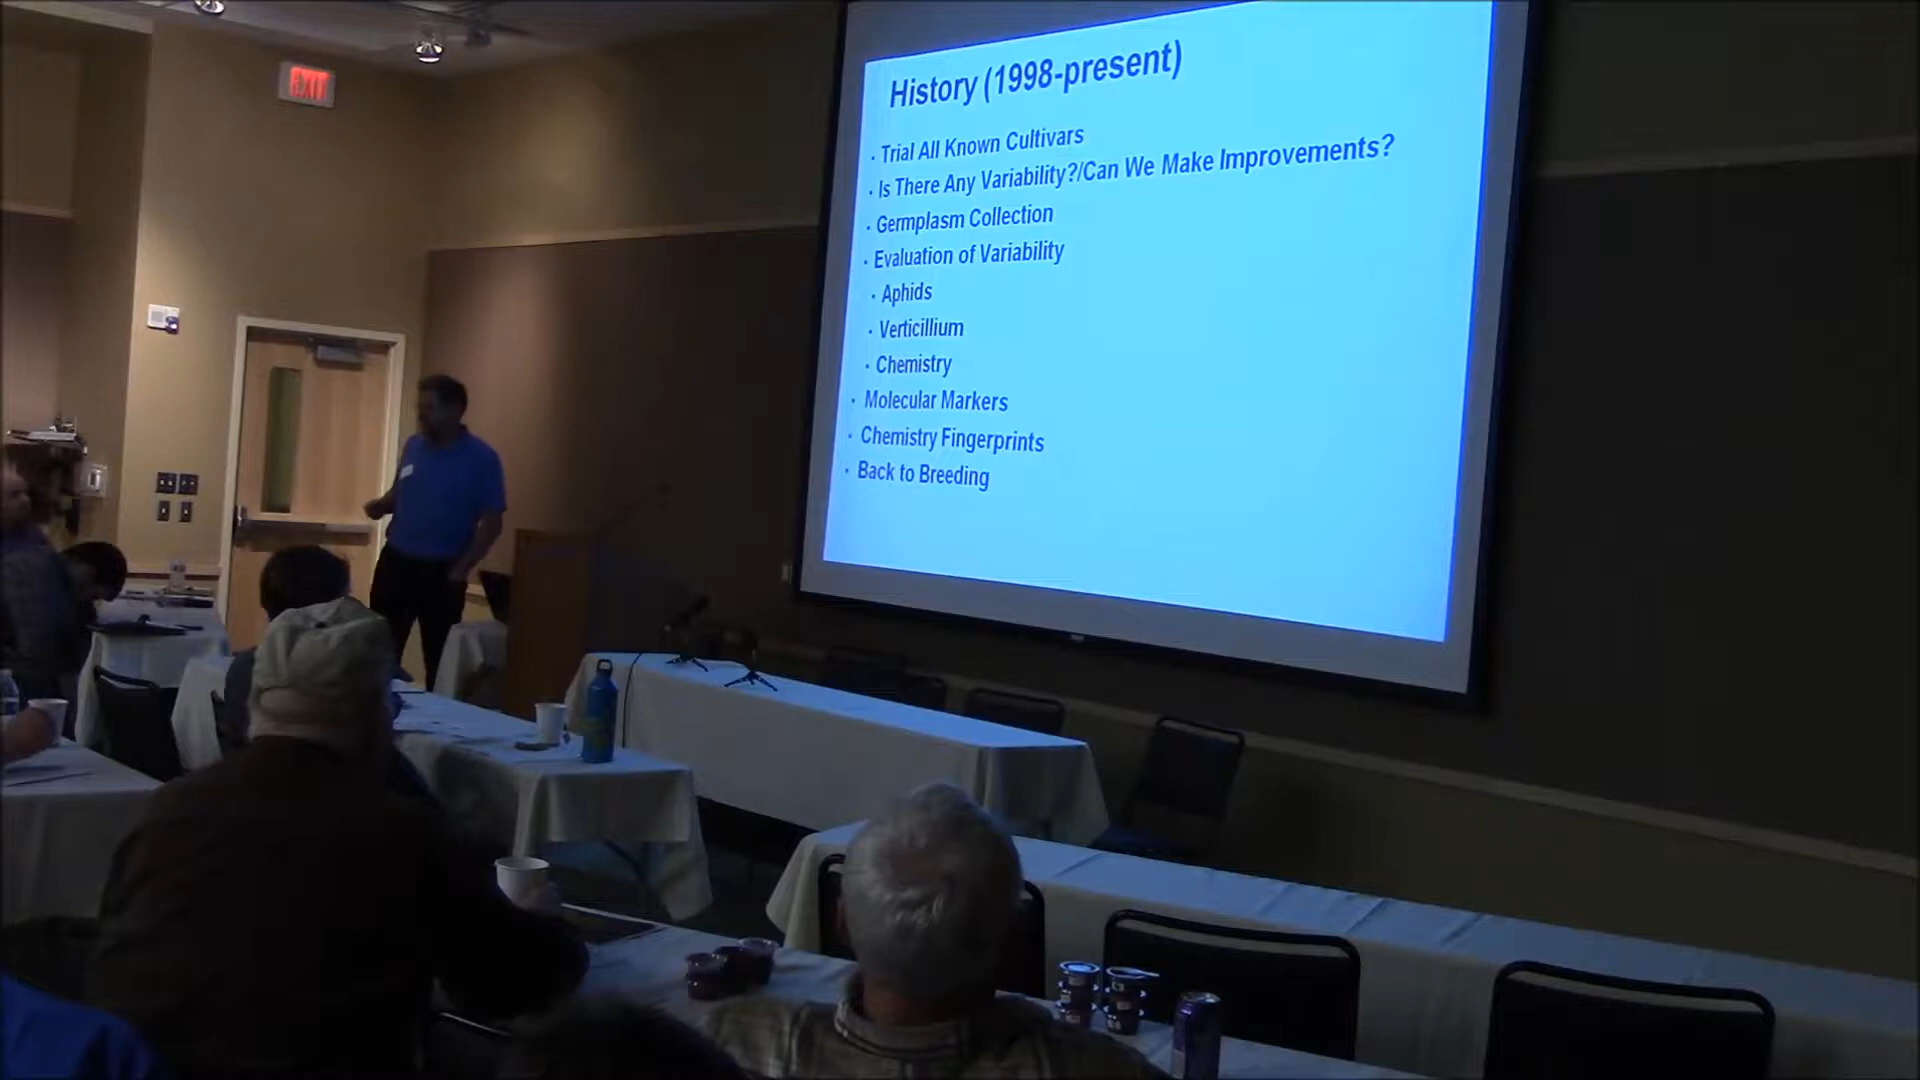 EXIT
History (1998-present)
· Trial All Known Cultivars
· Is There Any Variability?/Can We Make Improvements?
· Germplasm Collection
· Evaluation of Variability
· Aphids
· Verticillium
· Chemistry
· Molecular Markers
· Chemistry Fingerprints
· Back to Breeding